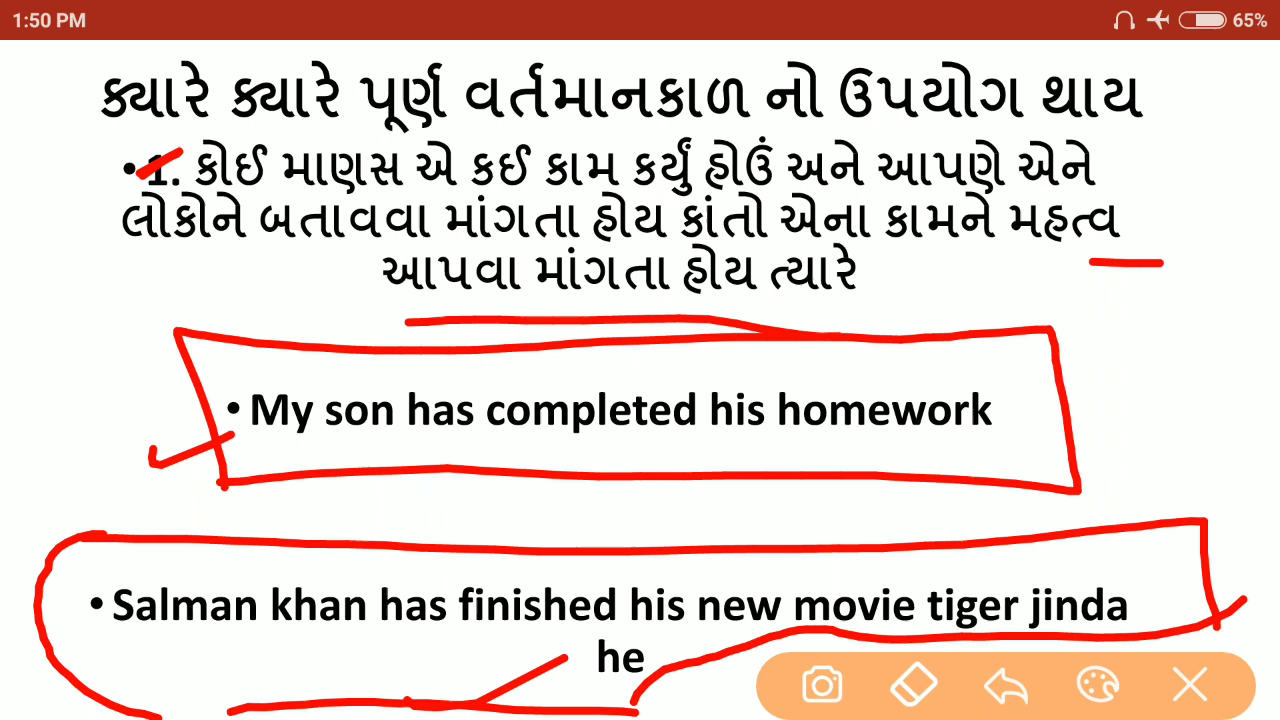 1:50 PM
65%
ક્યારે ક્યારે પૂર્ણ વર્તમાનકાળ નો ઉપયોગ થાય
• 1. કોઈ માણસ એ કઈ કામ કર્યું હોઉં અને આપણે એને
લોકોને બતાવવા માંગતા હોય કાંતો એના કામને મહત્વ
આપવા માંગતા હોય ત્યારે
• My son has completed his homework
• Salman khan has finished his new movie tiger jinda
he